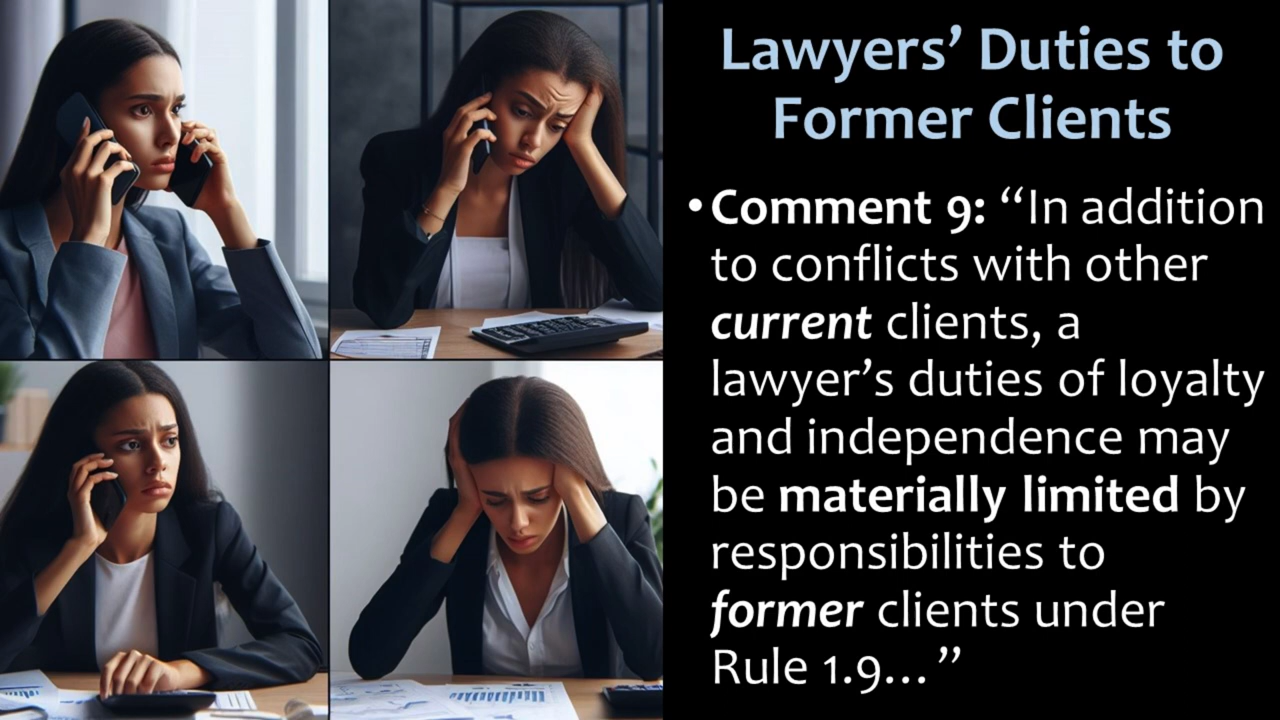 Lawyers’ Duties to
Former Clients
• Comment 9: “In addition
to conflicts with other
current clients, a
lawyer’s duties of loyalty
and independence may
be materially limited by
responsibilities to
former clients under
Rule 1.9…”